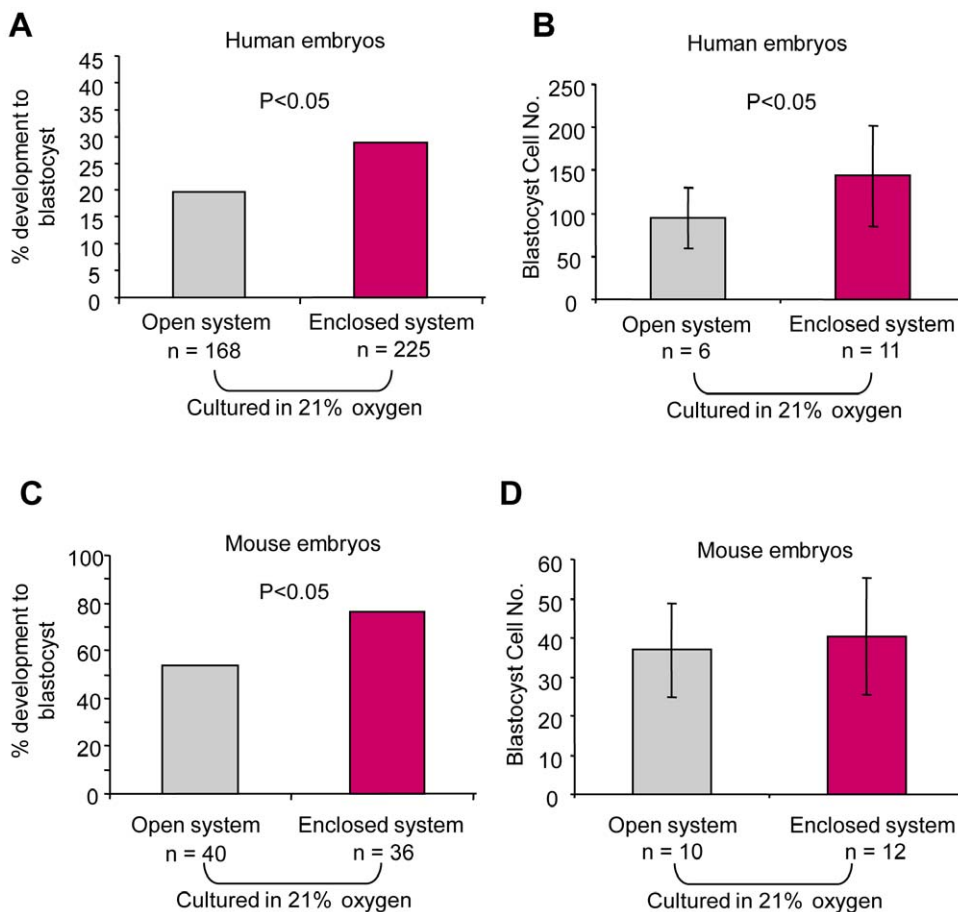 A
Human embryos
P<0.05
% development to
blastocyst
45
40
35
30
25
20
15
10
5
0
Open system
n = 168
Enclosed system
n = 225
Cultured in 21% oxygen
B
Human embryos
P<0.05
Blastocyst Cell No.
250
200
150
100
50
0
Open system
n = 6
Enclosed system
n = 11
Cultured in 21% oxygen
C
Mouse embryos
P<0.05
% development to
blastocyst
100
80
60
40
20
0
Open system
n = 40
Enclosed system
n = 36
Cultured in 21% oxygen
D
Mouse embryos
Blastocyst Cell No.
60
50
40
30
20
10
0
Open system
n = 10
Enclosed system
n = 12
Cultured in 21% oxygen